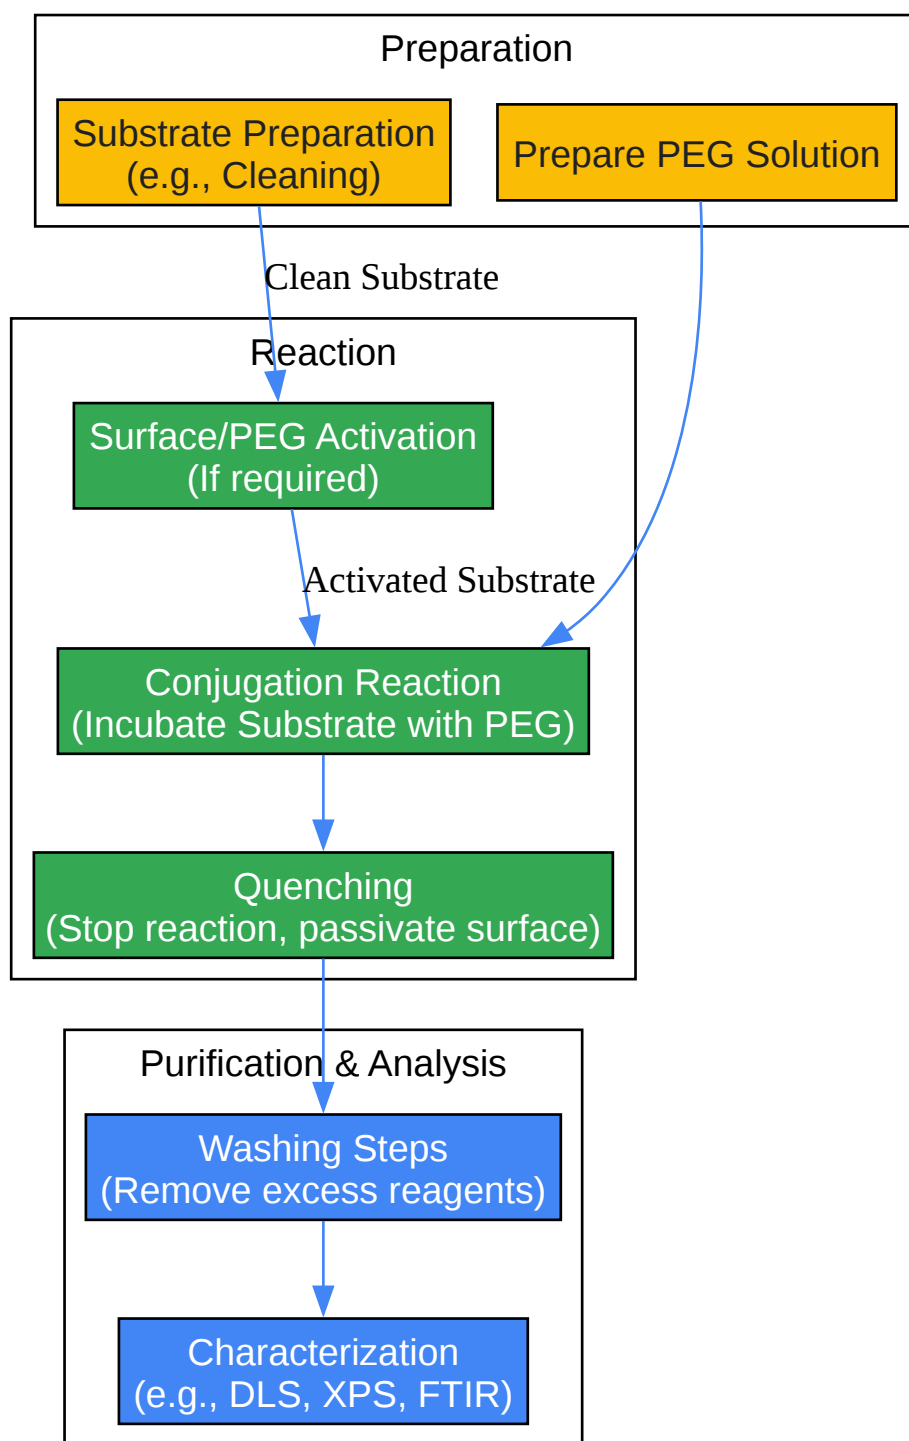 Preparation
Substrate Preparation
(e.g., Cleaning)
Prepare PEG Solution
Clean Substrate
Reaction
Surface/PEG Activation
(If required)
Activated Substrate
Conjugation Reaction
(Incubate Substrate with PEG)
Quenching
(Stop reaction, passivate surface)
Purification & Analysis
Washing Steps
(Remove excess reagents)
Characterization
(e.g., DLS, XPS, FTIR)